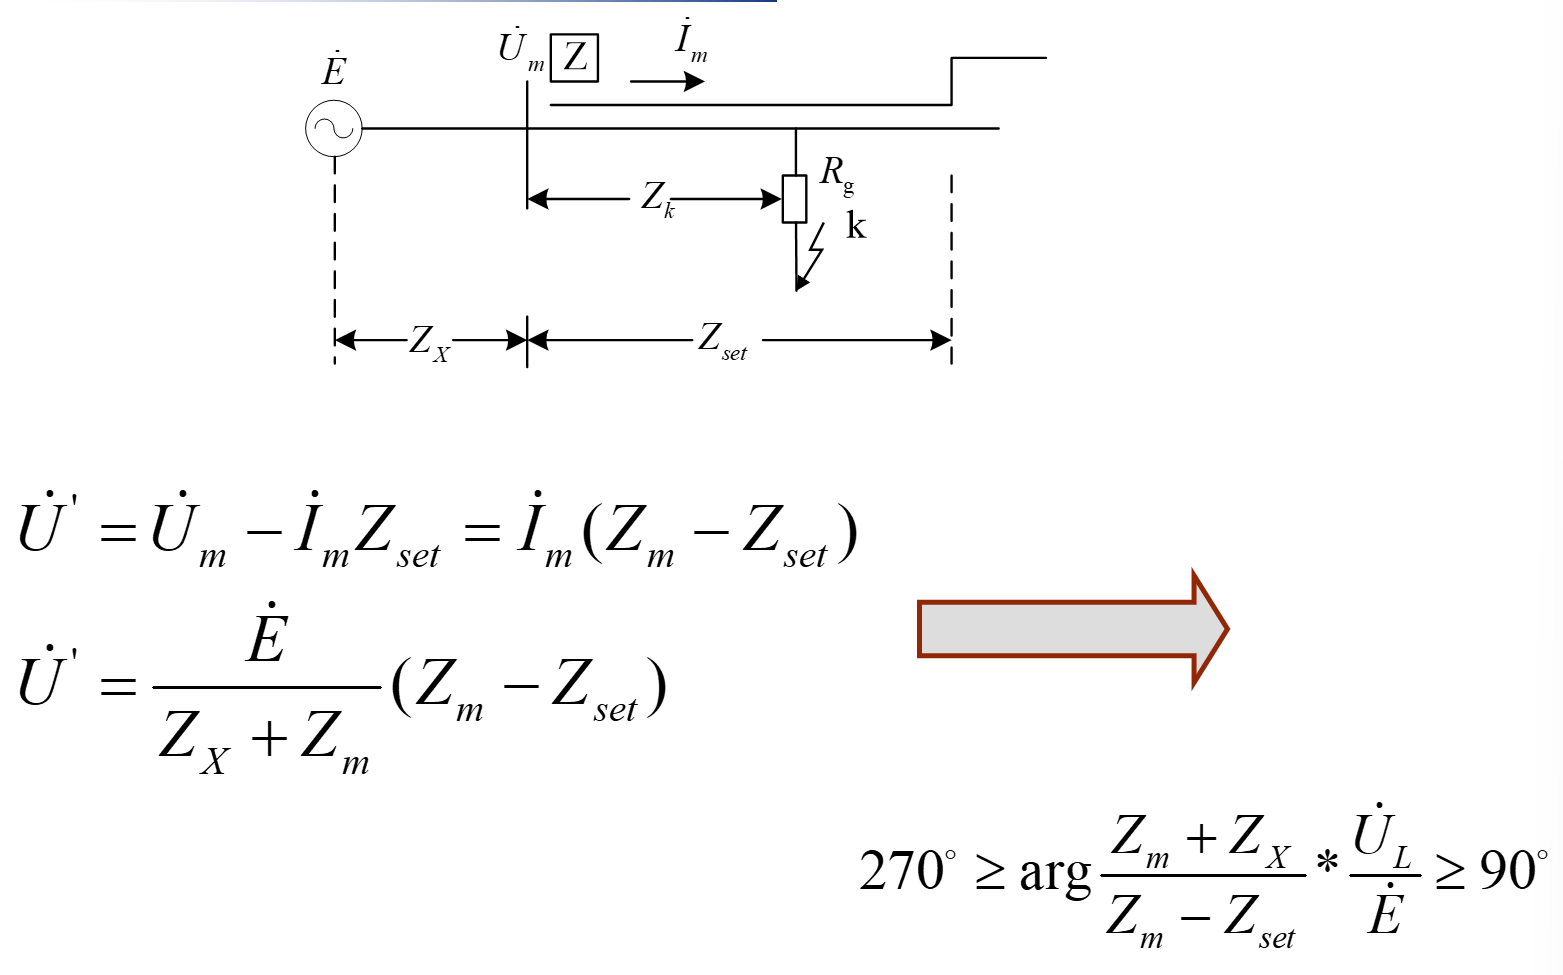 Ė
U̇m Z İm
Rg
Zk
k
ZX Zset
U̇' = U̇m − İmZset = İm(Zm − Zset)
U̇' = Ė / (ZX + Zm) (Zm − Zset)
270° ≥ arg (Zm + ZX) / (Zm − Zset) * U̇L / Ė ≥ 90°